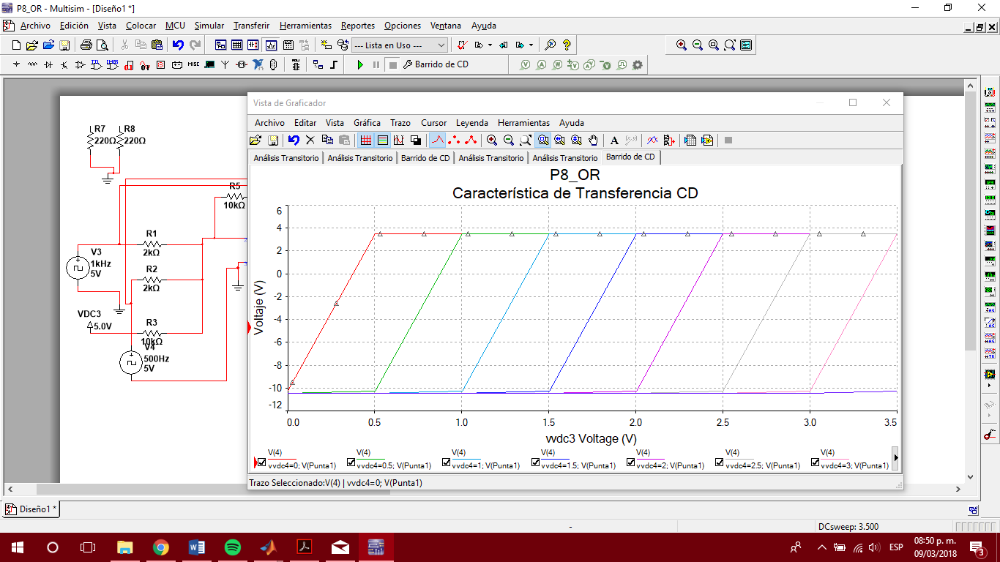 P8_OR - Multisim - [Diseño1 *]
Archivo Edición Vista Colocar MCU Simular Transferir Herramientas Reportes Opciones Ventana Ayuda
--- Lista en Uso ---
MISC
Barrido de CD
R7
220Ω
R8
220Ω
R5
10kΩ
R1
2kΩ
V3
1kHz
5V
R2
2kΩ
VDC3
5.0V
R3
10kΩ
V4
500Hz
5V
Vista de Graficador
Archivo Editar Vista Gráfica Trazo Cursor Leyenda Herramientas Ayuda
Análisis Transitorio Análisis Transitorio Barrido de CD Análisis Transitorio Análisis Transitorio Barrido de CD
P8_OR
Característica de Transferencia CD
Voltaje (V)
6
4
2
0
-2
-4
-6
-8
-10
-12
0.0 0.5 1.0 1.5 2.0 2.5 3.0 3.5
vvdc3 Voltage (V)
V(4) V(4) V(4) V(4) V(4) V(4) V(4)
vvdc4=0; V(Punta1) vvdc4=0.5; V(Punta1) vvdc4=1; V(Punta1) vvdc4=1.5; V(Punta1) vvdc4=2; V(Punta1) vvdc4=2.5; V(Punta1) vvdc4=3; V(Punta1)
Trazo Seleccionado:V(4) | vvdc4=0; V(Punta1)
Diseño1 *
-
DCsweep: 3.500
ESP
08:50 p. m.
09/03/2018
3